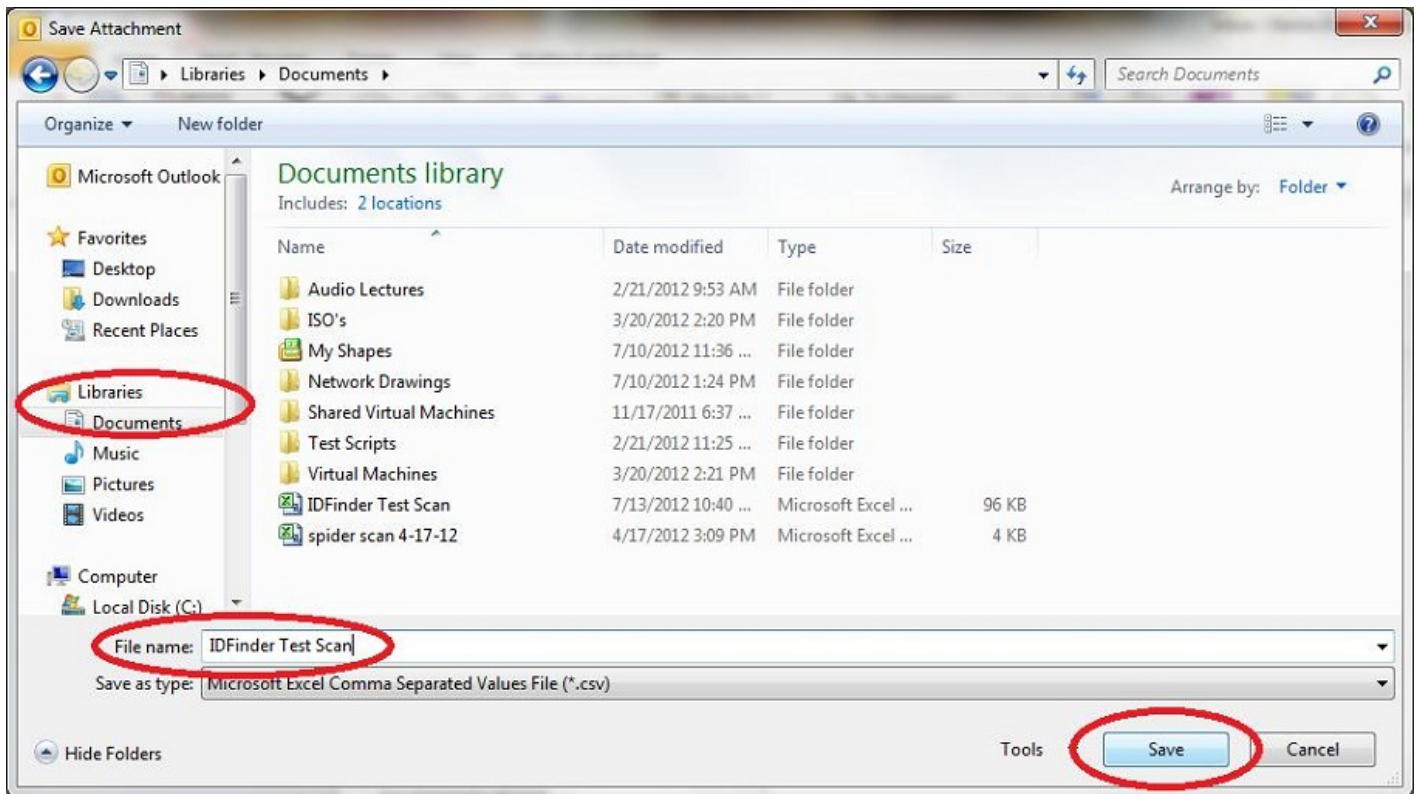 Save Attachment
Libraries Documents
Search Documents
Organize New folder
Microsoft Outlook
Favorites
Desktop
Downloads
Recent Places
Libraries
Documents
Music
Pictures
Videos
Computer
Local Disk (C:)
Documents library
Includes: 2 locations
Arrange by: Folder
Name Date modified Type Size
Audio Lectures 2/21/2012 9:53 AM File folder
ISO's 3/20/2012 2:20 PM File folder
My Shapes 7/10/2012 11:36 ... File folder
Network Drawings 7/10/2012 1:24 PM File folder
Shared Virtual Machines 11/17/2011 6:37 ... File folder
Test Scripts 2/21/2012 11:25 ... File folder
Virtual Machines 3/20/2012 2:21 PM File folder
IDFinder Test Scan 7/13/2012 10:40 ... Microsoft Excel ... 96 KB
spider scan 4-17-12 4/17/2012 3:09 PM Microsoft Excel ... 4 KB
File name: IDFinder Test Scan
Save as type: Microsoft Excel Comma Separated Values File (*.csv)
Hide Folders
Tools Save Cancel